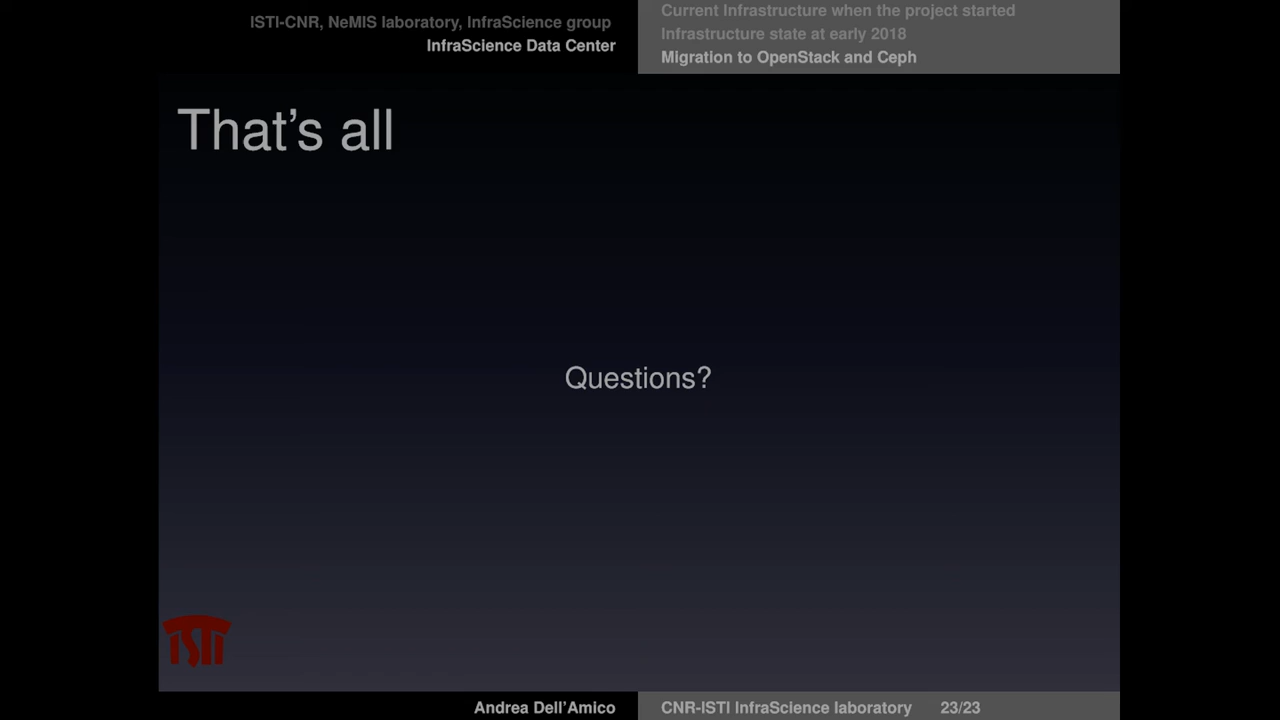 ISTI-CNR, NeMIS laboratory, InfraScience group
InfraScience Data Center
Current Infrastructure when the project started
Infrastructure state at early 2018
Migration to OpenStack and Ceph
That's all
Questions?
ISTI
Andrea Dell'Amico
CNR-ISTI InfraScience laboratory
23/23